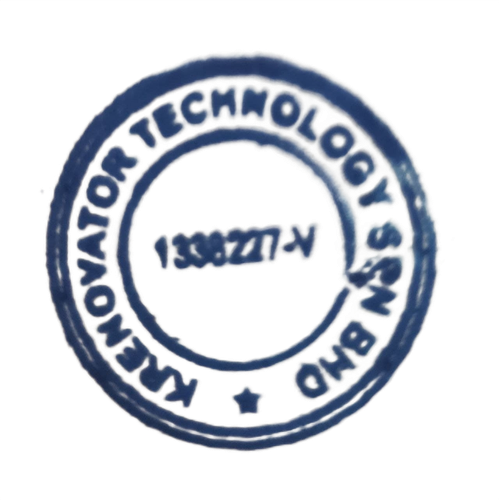 KRENOVATOR TECHNOLOGY SDN BHD
1338227-V